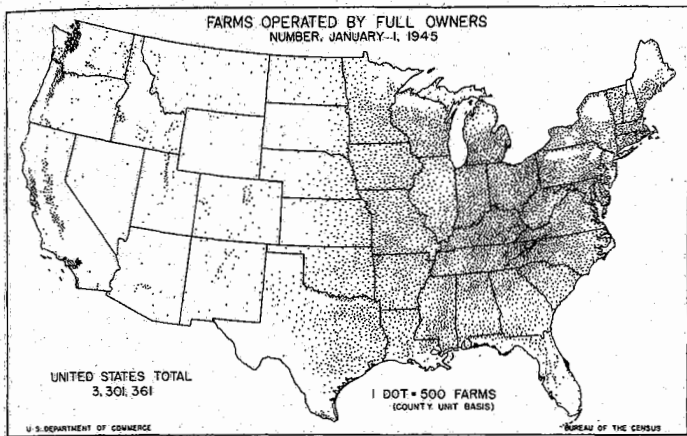 FARMS OPERATED BY FULL OWNERS
NUMBER, JANUARY 1, 1945
UNITED STATES TOTAL
3,301,361
1 DOT = 500 FARMS
(COUNTY UNIT BASIS)
U.S. DEPARTMENT OF COMMERCE
BUREAU OF THE CENSUS